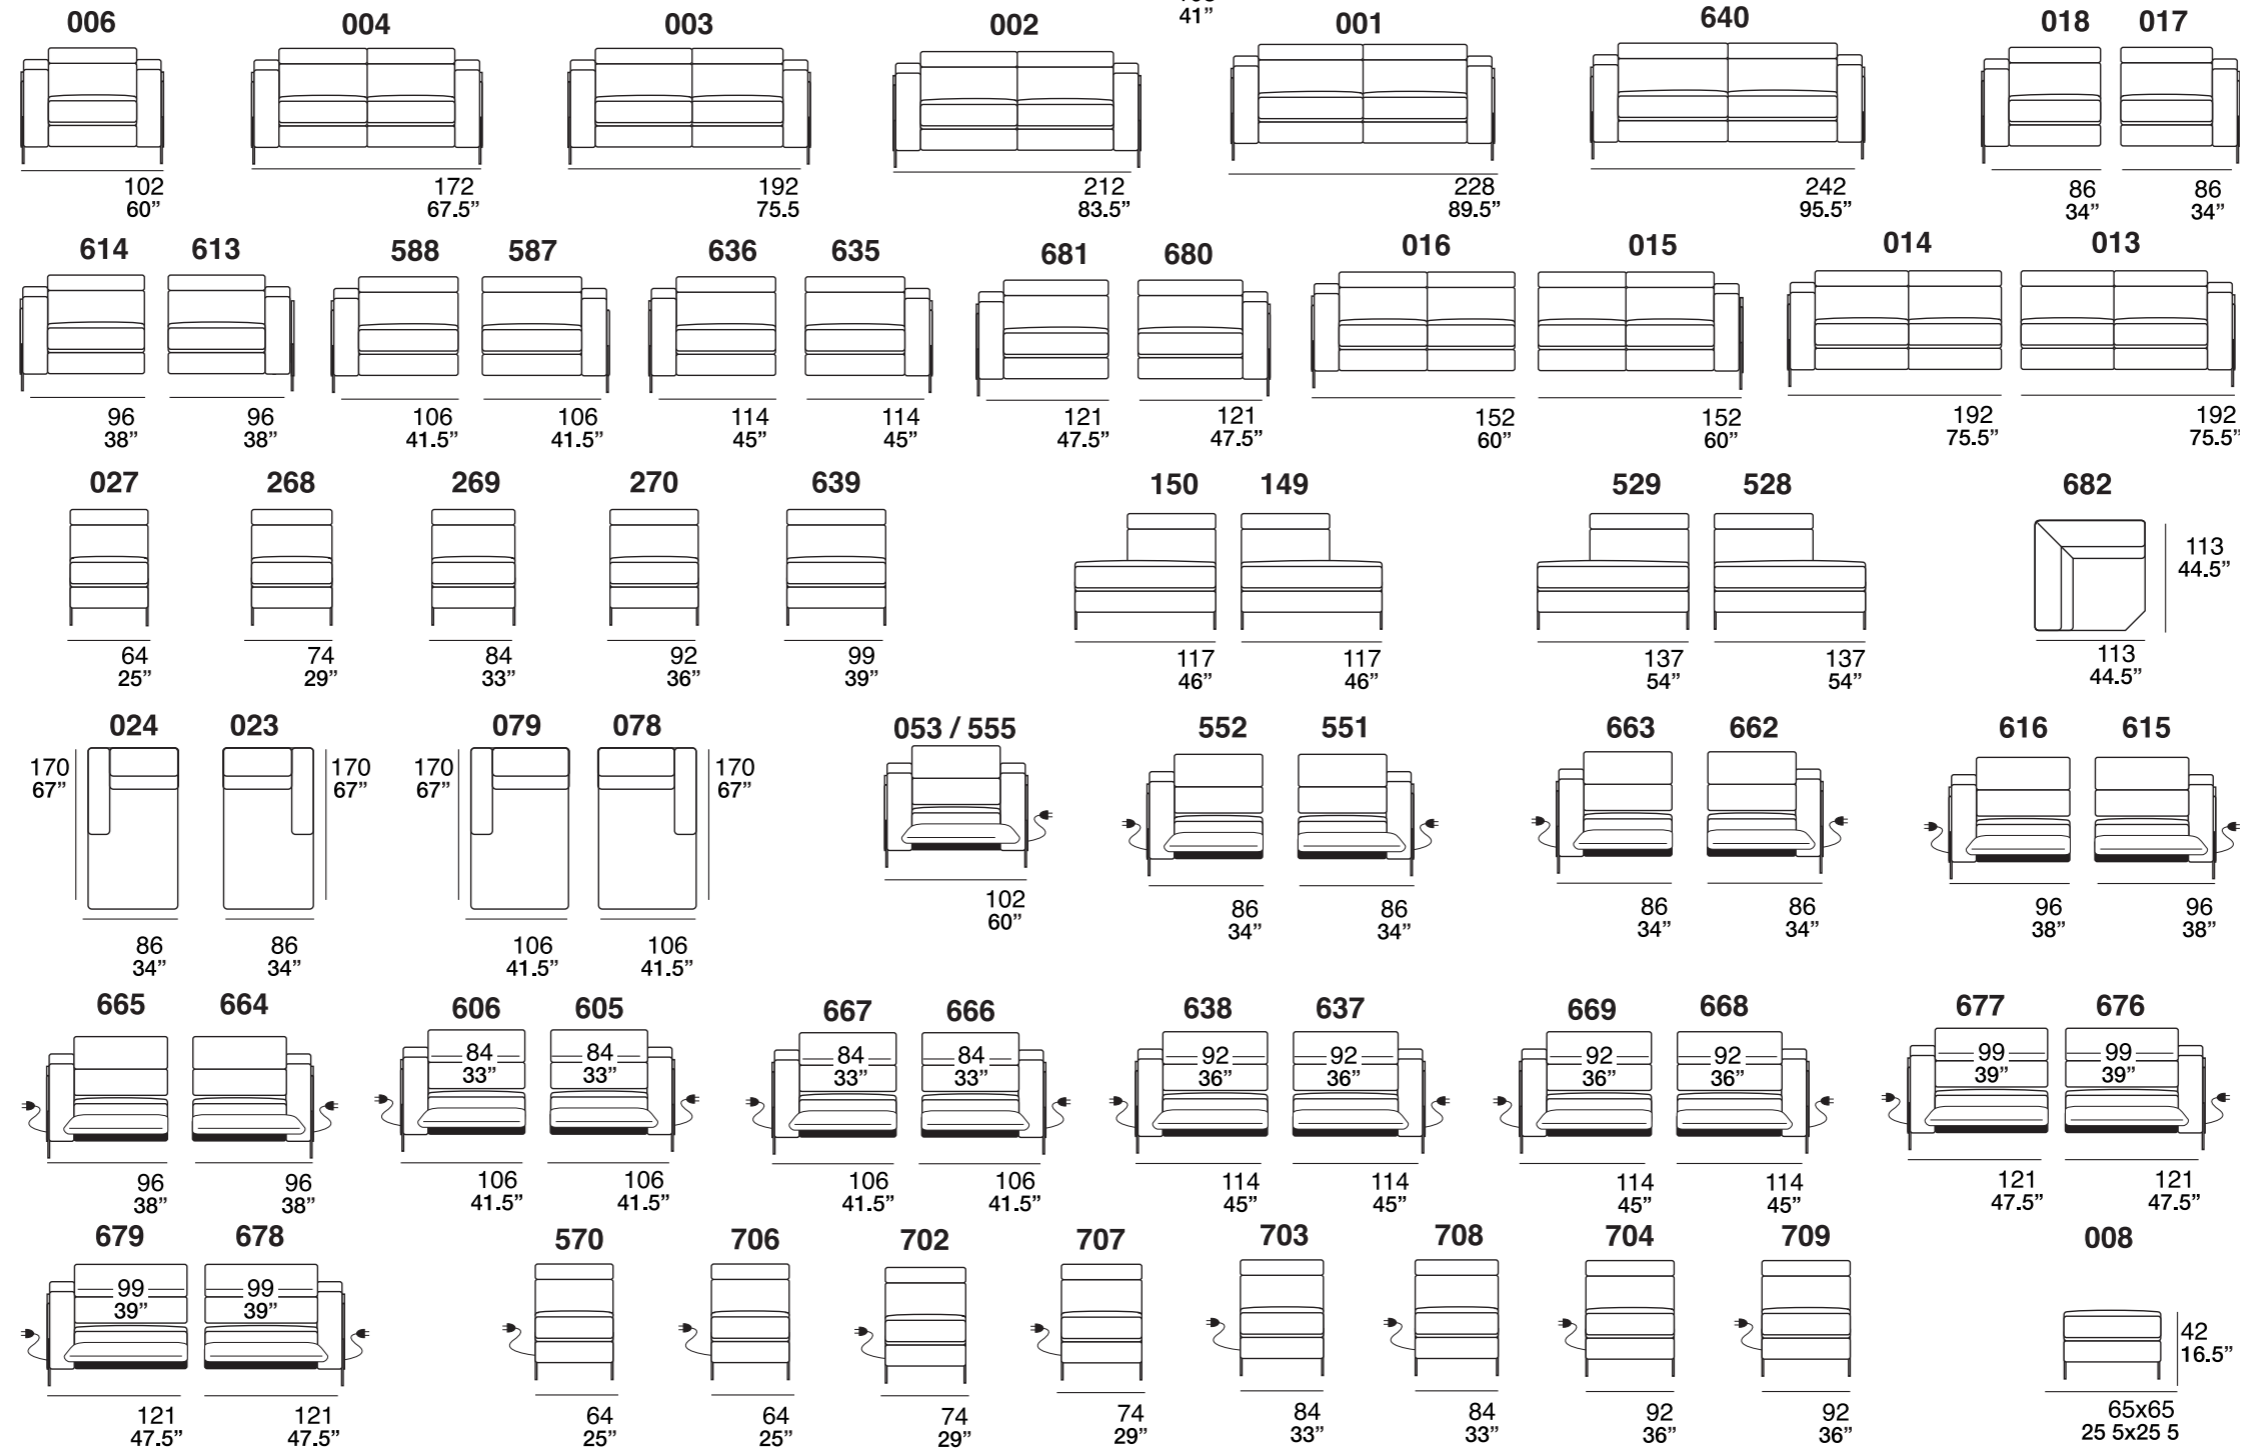 41”
006 004 003 002 001 640 018 017
102 172 192 212 228 242 86 86
60” 67.5” 75.5 83.5” 89.5” 95.5” 34” 34”
614 613 588 587 636 635 681 680 016 015 014 013
96 96 106 106 114 114 121 121 152 152 192 192
38” 38” 41.5” 41.5” 45” 45” 47.5” 47.5” 60” 60” 75.5” 75.5”
027 268 269 270 639 150 149 529 528 682
113
44.5”
64 74 84 92 99 117 117 137 137 113
25” 29” 33” 36” 39” 46” 46” 54” 54” 44.5”
024 023 079 078 053 / 555 552 551 663 662 616 615
170 170 170 170
67” 67” 67” 67”
102 86 86 86 86 96 96
60” 34” 34” 34” 34” 38” 38”
86 86 106 106
34” 34” 41.5” 41.5”
665 664 606 605 667 666 638 637 669 668 677 676
84 84 84 84 92 92 92 92 99 99
33” 33” 33” 33” 36” 36” 36” 36” 39” 39”
96 96 106 106 106 106 114 114 114 114 121 121
38” 38” 41.5” 41.5” 41.5” 41.5” 45” 45” 45” 45” 47.5” 47.5”
679 678 570 706 702 707 703 708 704 709 008
99 99
39” 39”
42
16.5”
121 121 64 64 74 74 84 84 92 92 65x65
47.5” 47.5” 25” 25” 29” 29” 33” 33” 36” 36” 25 5x25 5